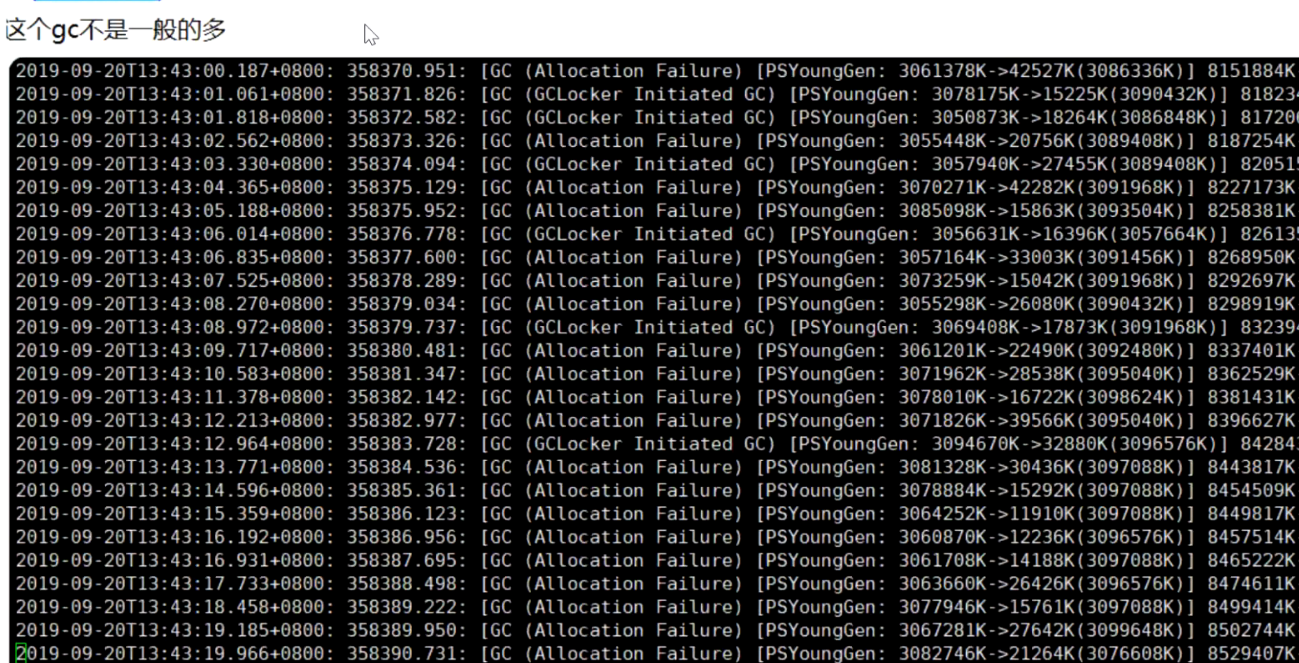 这个gc不是一般的多
2019-09-20T13:43:00.187+0800: 358370.951: [GC (Allocation Failure) [PSYoungGen: 3061378K->42527K(3086336K)] 8151884K
2019-09-20T13:43:01.061+0800: 358371.826: [GC (GCLocker Initiated GC) [PSYoungGen: 3078175K->15225K(3090432K)] 81823
2019-09-20T13:43:01.818+0800: 358372.582: [GC (GCLocker Initiated GC) [PSYoungGen: 3050873K->18264K(3086848K)] 81720
2019-09-20T13:43:02.562+0800: 358373.326: [GC (Allocation Failure) [PSYoungGen: 3055448K->20756K(3089408K)] 8187254K
2019-09-20T13:43:03.330+0800: 358374.094: [GC (GCLocker Initiated GC) [PSYoungGen: 3057940K->27455K(3089408K)] 82051
2019-09-20T13:43:04.365+0800: 358375.129: [GC (Allocation Failure) [PSYoungGen: 3070271K->42282K(3091968K)] 8227173K
2019-09-20T13:43:05.188+0800: 358375.952: [GC (Allocation Failure) [PSYoungGen: 3085098K->15863K(3093504K)] 8258381K
2019-09-20T13:43:06.014+0800: 358376.778: [GC (GCLocker Initiated GC) [PSYoungGen: 3056631K->16396K(3057664K)] 82613
2019-09-20T13:43:06.835+0800: 358377.600: [GC (Allocation Failure) [PSYoungGen: 3057164K->33003K(3091456K)] 8268950K
2019-09-20T13:43:07.525+0800: 358378.289: [GC (Allocation Failure) [PSYoungGen: 3073259K->15042K(3091968K)] 8292697K
2019-09-20T13:43:08.270+0800: 358379.034: [GC (Allocation Failure) [PSYoungGen: 3055298K->26080K(3090432K)] 8298919K
2019-09-20T13:43:08.972+0800: 358379.737: [GC (GCLocker Initiated GC) [PSYoungGen: 3069408K->17873K(3091968K)] 83239
2019-09-20T13:43:09.717+0800: 358380.481: [GC (Allocation Failure) [PSYoungGen: 3061201K->22490K(3092480K)] 8337401K
2019-09-20T13:43:10.583+0800: 358381.347: [GC (Allocation Failure) [PSYoungGen: 3071962K->28538K(3095040K)] 8362529K
2019-09-20T13:43:11.378+0800: 358382.142: [GC (Allocation Failure) [PSYoungGen: 3078010K->16722K(3098624K)] 8381431K
2019-09-20T13:43:12.213+0800: 358382.977: [GC (Allocation Failure) [PSYoungGen: 3071826K->39566K(3095040K)] 8396627K
2019-09-20T13:43:12.964+0800: 358383.728: [GC (GCLocker Initiated GC) [PSYoungGen: 3094670K->32880K(3096576K)] 84284
2019-09-20T13:43:13.771+0800: 358384.536: [GC (Allocation Failure) [PSYoungGen: 3081328K->30436K(3097088K)] 8443817K
2019-09-20T13:43:14.596+0800: 358385.361: [GC (Allocation Failure) [PSYoungGen: 3078884K->15292K(3097088K)] 8454509K
2019-09-20T13:43:15.359+0800: 358386.123: [GC (Allocation Failure) [PSYoungGen: 3064252K->11910K(3097088K)] 8449817K
2019-09-20T13:43:16.192+0800: 358386.956: [GC (Allocation Failure) [PSYoungGen: 3060870K->12236K(3096576K)] 8457514K
2019-09-20T13:43:16.931+0800: 358387.695: [GC (Allocation Failure) [PSYoungGen: 3061708K->14188K(3097088K)] 8465222K
2019-09-20T13:43:17.733+0800: 358388.498: [GC (Allocation Failure) [PSYoungGen: 3063660K->26426K(3096576K)] 8474611K
2019-09-20T13:43:18.458+0800: 358389.222: [GC (Allocation Failure) [PSYoungGen: 3077946K->15761K(3097088K)] 8499414K
2019-09-20T13:43:19.185+0800: 358389.950: [GC (Allocation Failure) [PSYoungGen: 3067281K->27642K(3099648K)] 8502744K
2019-09-20T13:43:19.966+0800: 358390.731: [GC (Allocation Failure) [PSYoungGen: 3082746K->21264K(3076608K)] 8529407K